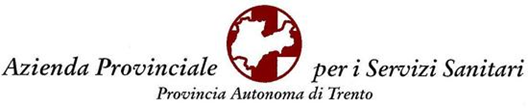 Azienda Provinciale per i Servizi Sanitari
Provincia Autonoma di Trento